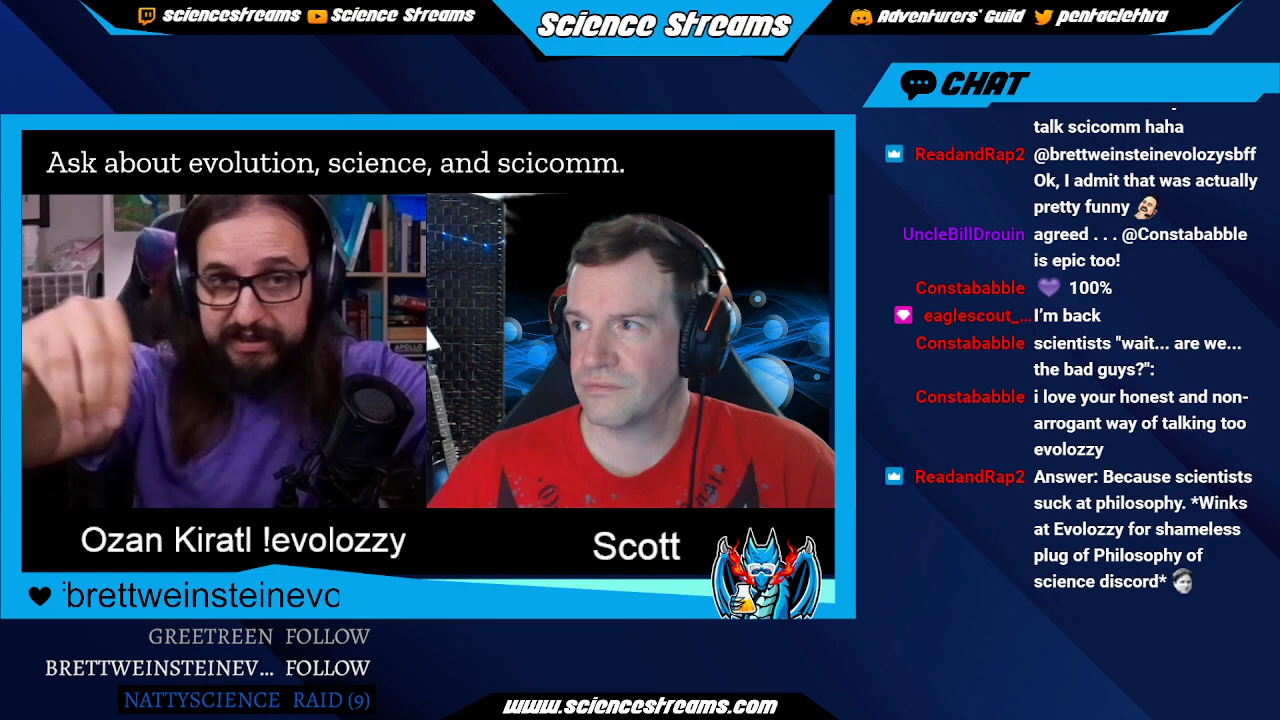 sciencestreams Science Streams
Science Streams
Adventurers' Guild pentaclethra
CHAT
Ask about evolution, science, and scicomm.
talk scicomm haha
ReadandRap2 @brettweinsteinevolozysbff
Ok, I admit that was actually
pretty funny
UncleBillDrouin agreed . . . @Constababble
is epic too!
Constababble 100%
eaglescout_... I'm back
Constababble scientists "wait... are we...
the bad guys?":
Constababble i love your honest and non-
arrogant way of talking too
evolozzy
ReadandRap2 Answer: Because scientists
suck at philosophy. *Winks
at Evolozzy for shameless
plug of Philosophy of
science discord*
APOLLO
Ozan Kiratl !evolozzy
Scott
brettweinsteinevo
GREETREEN FOLLOW
BRETTWEINSTEINEV... FOLLOW
NATTYSCIENCE RAID (9)
www.sciencestreams.com